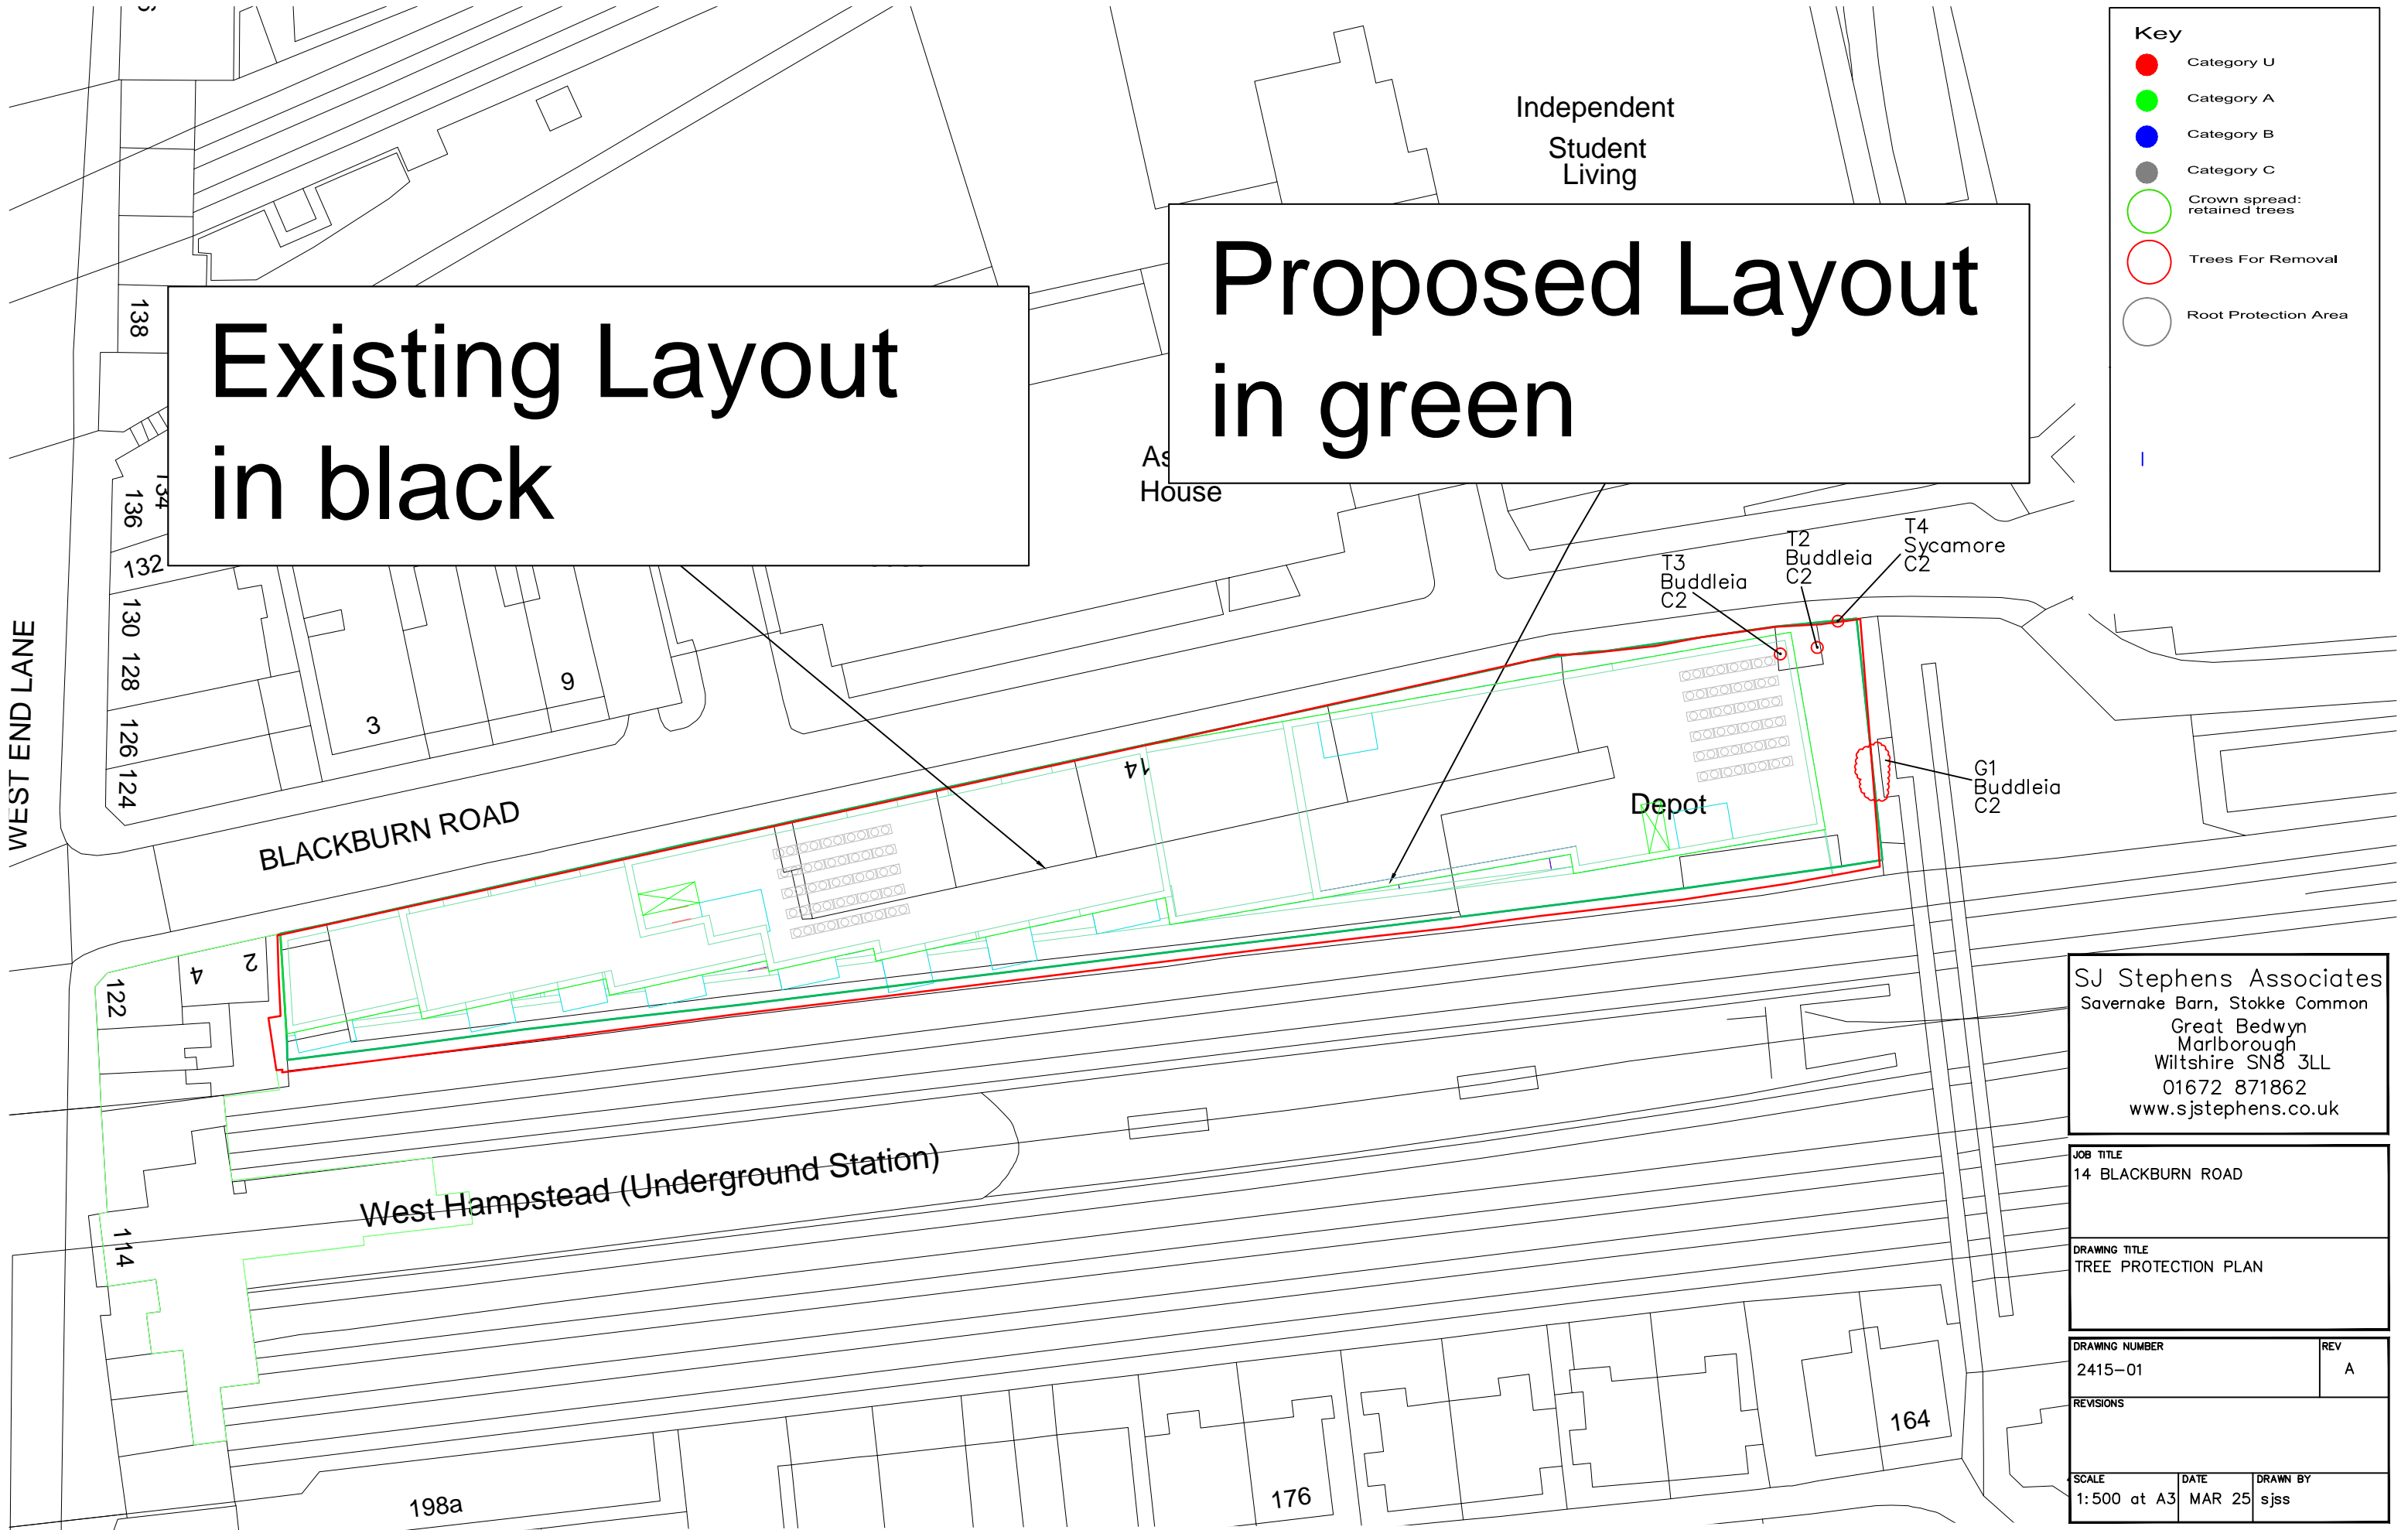 Key
Category U
Category A
Category B
Category C
Crown spread:
retained trees
Trees For Removal
Root Protection Area
Independent
Student
Living
Existing Layout
in black
Proposed Layout
in green
As
House
138
134
136
132
130
128
126
124
3
9
WEST END LANE
BLACKBURN ROAD
14
Depot
T3
Buddleia
C2
T2
Buddleia
C2
T4
Sycamore
C2
G1
Buddleia
C2
2
4
122
114
West Hampstead (Underground Station)
198a
176
164
SJ Stephens Associates
Savernake Barn, Stokke Common
Great Bedwyn
Marlborough
Wiltshire SN8 3LL
01672 871862
www.sjstephens.co.uk
JOB TITLE
14 BLACKBURN ROAD
DRAWING TITLE
TREE PROTECTION PLAN
DRAWING NUMBER
2415-01
REV
A
REVISIONS
SCALE
1:500 at A3
DATE
MAR 25
DRAWN BY
sjss